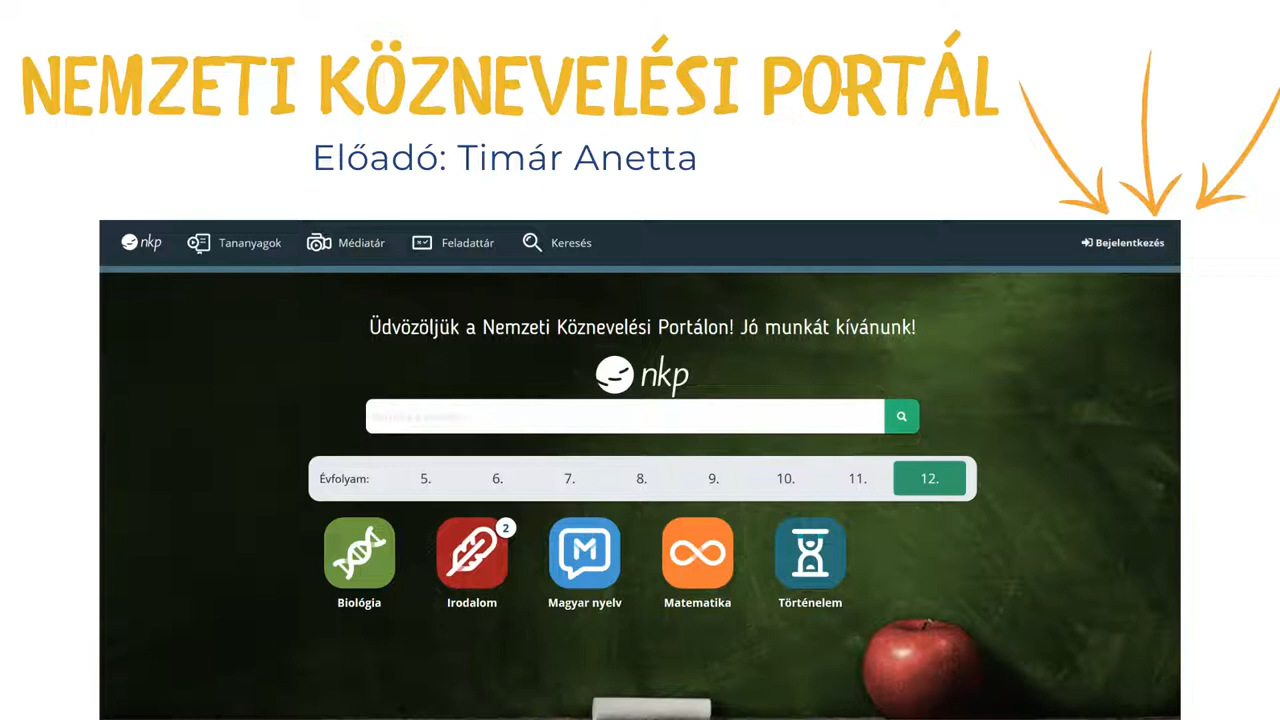 NEMZETI KÖZNEVELÉSI PORTÁL
Előadó: Timár Anetta
nkp Tananyagok Médiatár Feladattár Keresés Bejelentkezés
Üdvözöljük a Nemzeti Köznevelési Portálon! Jó munkát kívánunk!
nkp
Évfolyam: 5. 6. 7. 8. 9. 10. 11. 12.
2
M
Biológia Irodalom Magyar nyelv Matematika Történelem